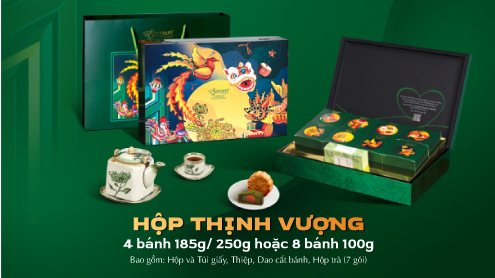 HỘP THỊNH VƯỢNG
4 bánh 185g/ 250g hoặc 8 bánh 100g
Bao gồm: Hộp và Túi giấy, Thiệp, Dao cắt bánh, Hộp trà (7 gói)